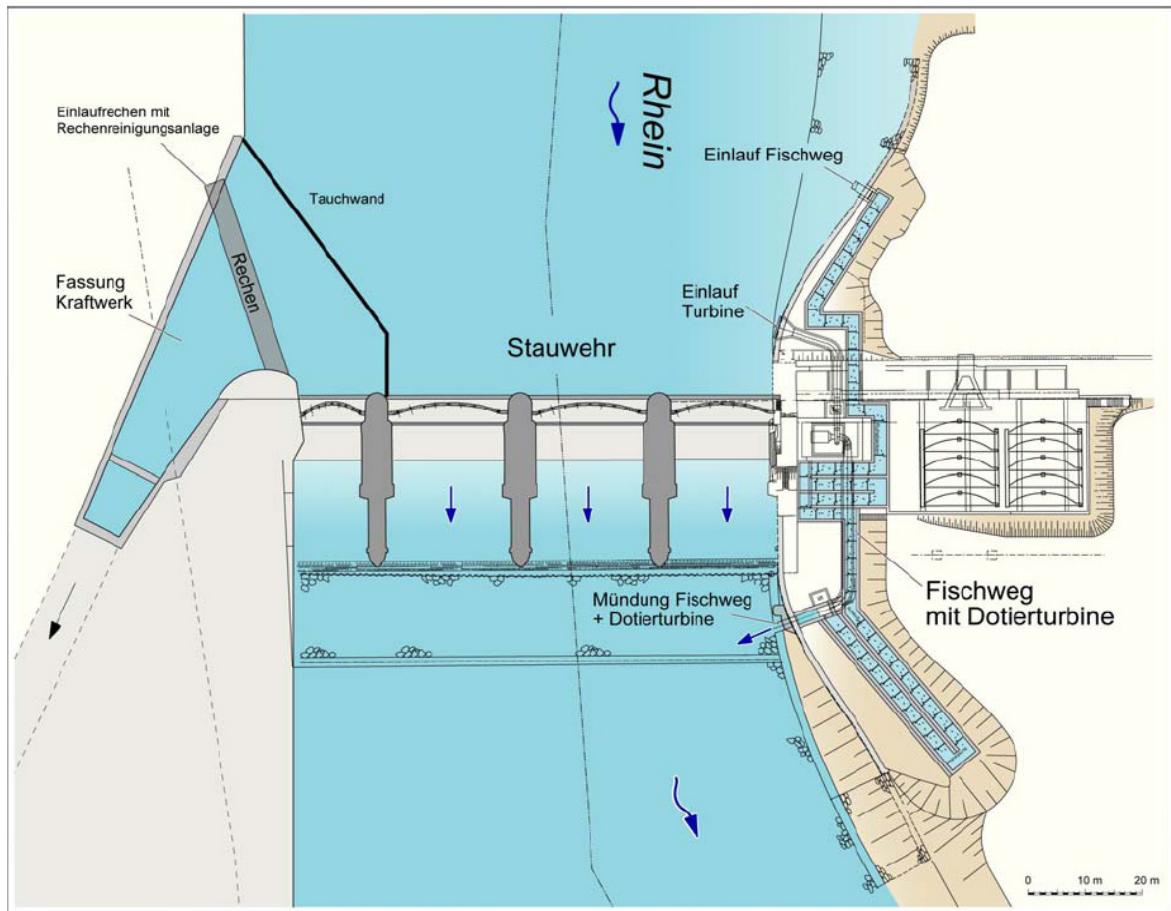 Rhein
Einlaufrechen mit
Rechenreinigungsanlage
Einlauf Fischweg
Tauchwand
Rechen
Fassung
Kraftwerk
Einlauf
Turbine
Stauwehr
Mündung Fischweg
+ Dotierturbine
Fischweg
mit Dotierturbine
0 10 m 20 m